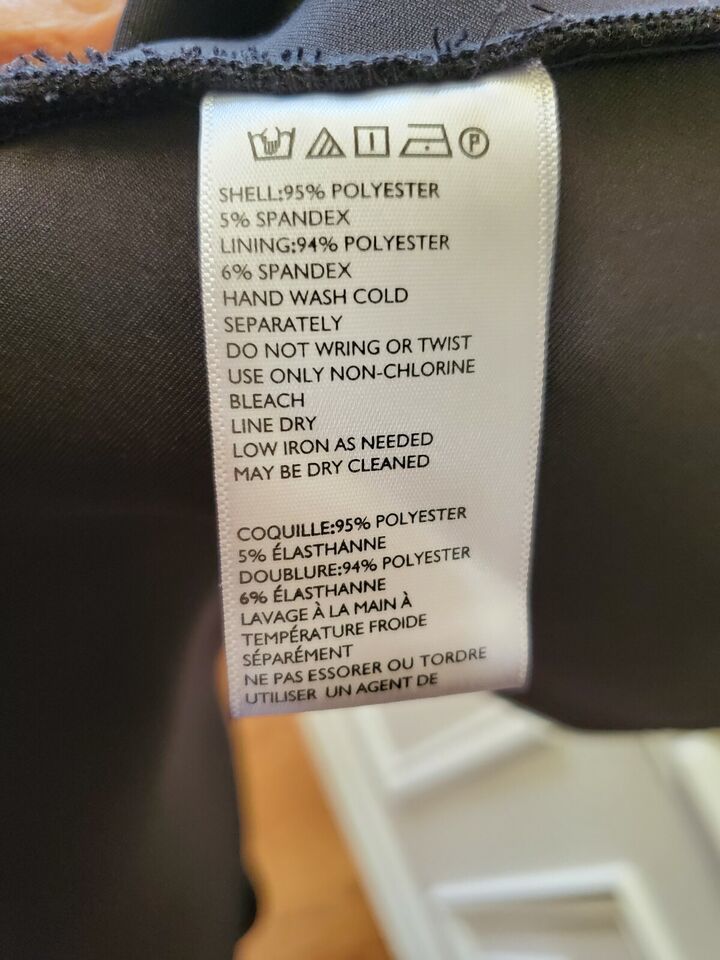 P
SHELL:95% POLYESTER
5% SPANDEX
LINING:94% POLYESTER
6% SPANDEX
HAND WASH COLD
SEPARATELY
DO NOT WRING OR TWIST
USE ONLY NON-CHLORINE
BLEACH
LINE DRY
LOW IRON AS NEEDED
MAY BE DRY CLEANED
COQUILLE:95% POLYESTER
5% ÉLASTHANNE
DOUBLURE:94% POLYESTER
6% ÉLASTHANNE
LAVAGE À LA MAIN À
TEMPÉRATURE FROIDE
SÉPARÉMENT
NE PAS ESSORER OU TORDRE
UTILISER UN AGENT DE